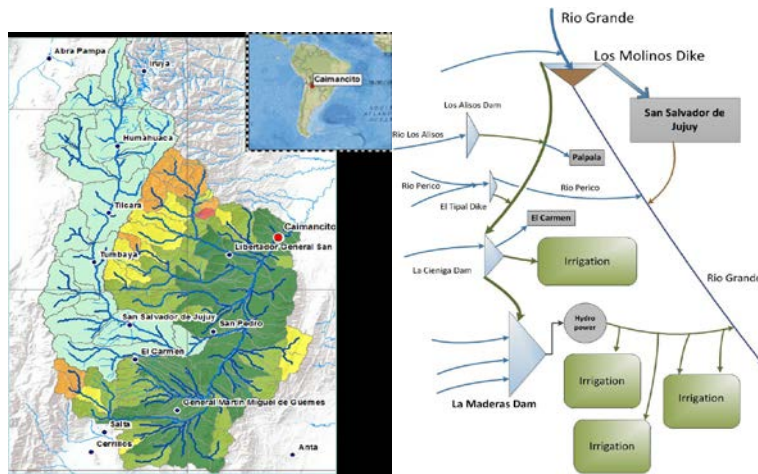 Abra Pampa
Iruya
Caimancito
Humahuaca
Tilcara
Caimancito
Tumbaya
Libertador General San
San Salvador de Jujuy
San Pedro
El Carmen
General Martín Miguel de Güemes
Salta
Cerrillos
Anta
Rio Grande
Los Molinos Dike
Los Alisos Dam
San Salvador de
Jujuy
Rio Los Alisos
Palpala
Rio Perico
Rio Perico
El Tipal Dike
El Carmen
La Cieniga Dam
Irrigation
Rio Grande
Hydro
power
Irrigation
Irrigation
La Maderas Dam
Irrigation